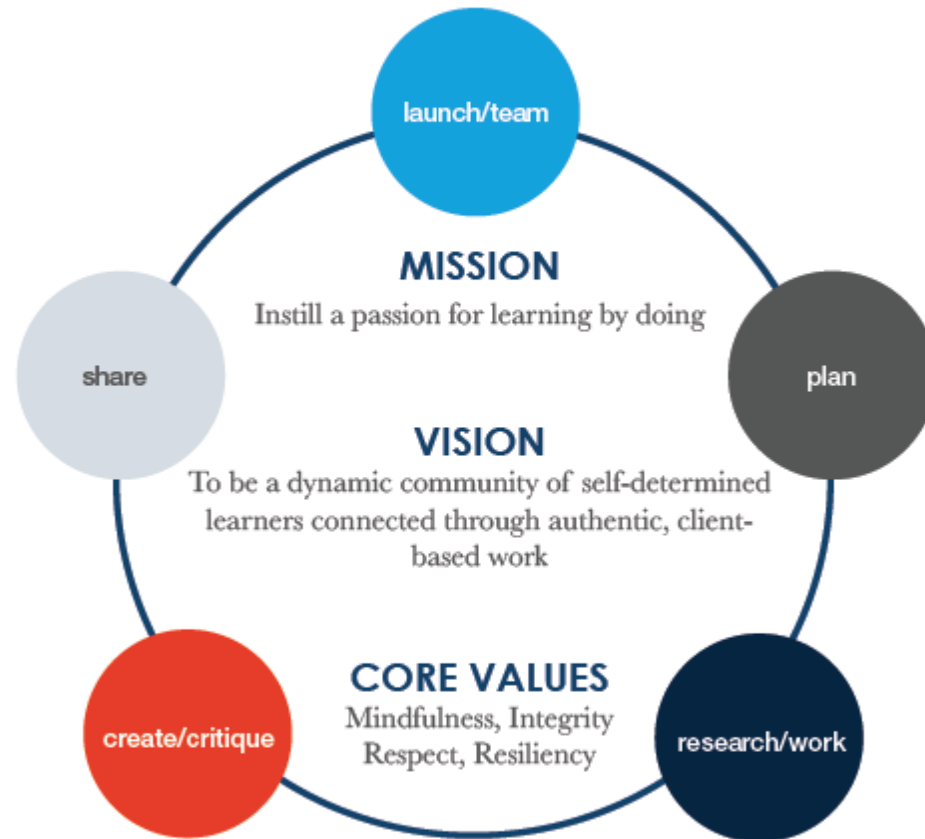 launch/team
MISSION
Instill a passion for learning by doing
share
plan
VISION
To be a dynamic community of self-determined
learners connected through authentic, client-
based work
CORE VALUES
Mindfulness, Integrity
Respect, Resiliency
create/critique
research/work